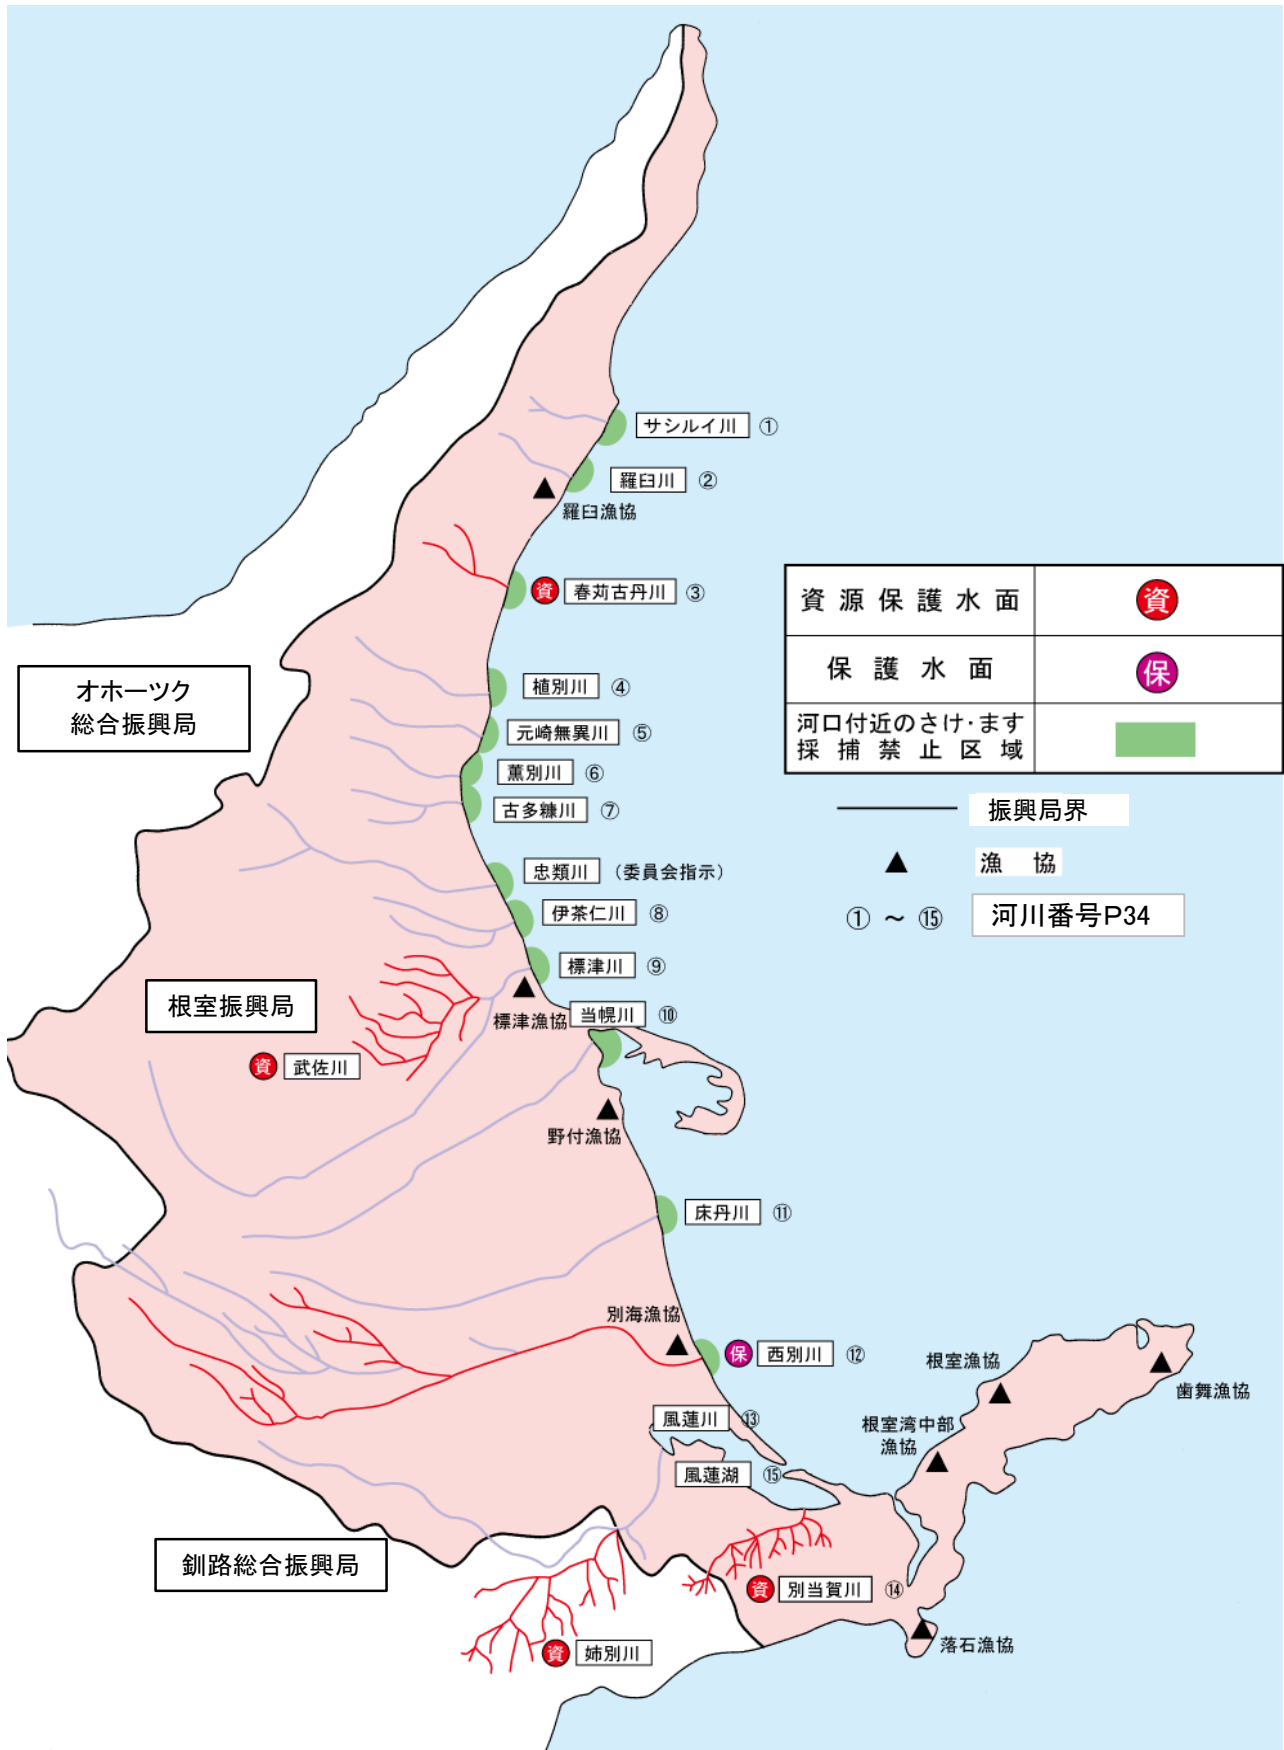 サシルイ川 ①
羅臼川 ②
羅臼漁協
資 春苅古丹川 ③
資源保護水面 資
保護水面 保
河口付近のさけ・ます
採捕禁止区域
オホーツク
総合振興局
植別川 ④
元崎無異川 ⑤
薫別川 ⑥
古多糠川 ⑦
振興局界
漁協
①～⑮ 河川番号P34
忠類川 (委員会指示)
伊茶仁川 ⑧
標津川 ⑨
根室振興局
標津漁協
当幌川 ⑩
資 武佐川
野付漁協
床丹川 ⑪
別海漁協
保 西別川 ⑫
根室漁協
歯舞漁協
風蓮川 ⑬
根室湾中部
漁協
風蓮湖 ⑮
釧路総合振興局
資 別当賀川 ⑭
落石漁協
資 姉別川